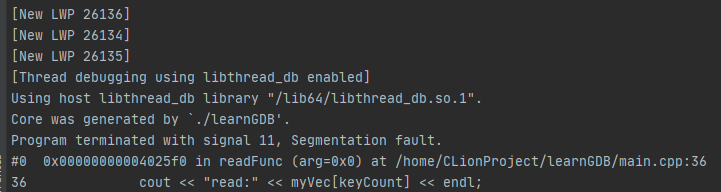 [New LWP 26136]
[New LWP 26134]
[New LWP 26135]
[Thread debugging using libthread_db enabled]
Using host libthread_db library "/lib64/libthread_db.so.1".
Core was generated by `./learnGDB'.
Program terminated with signal 11, Segmentation fault.
#0  0x00000000004025f0 in readFunc (arg=0x0) at /home/CLionProject/learnGDB/main.cpp:36
36              cout << "read:" << myVec[keyCount] << endl;